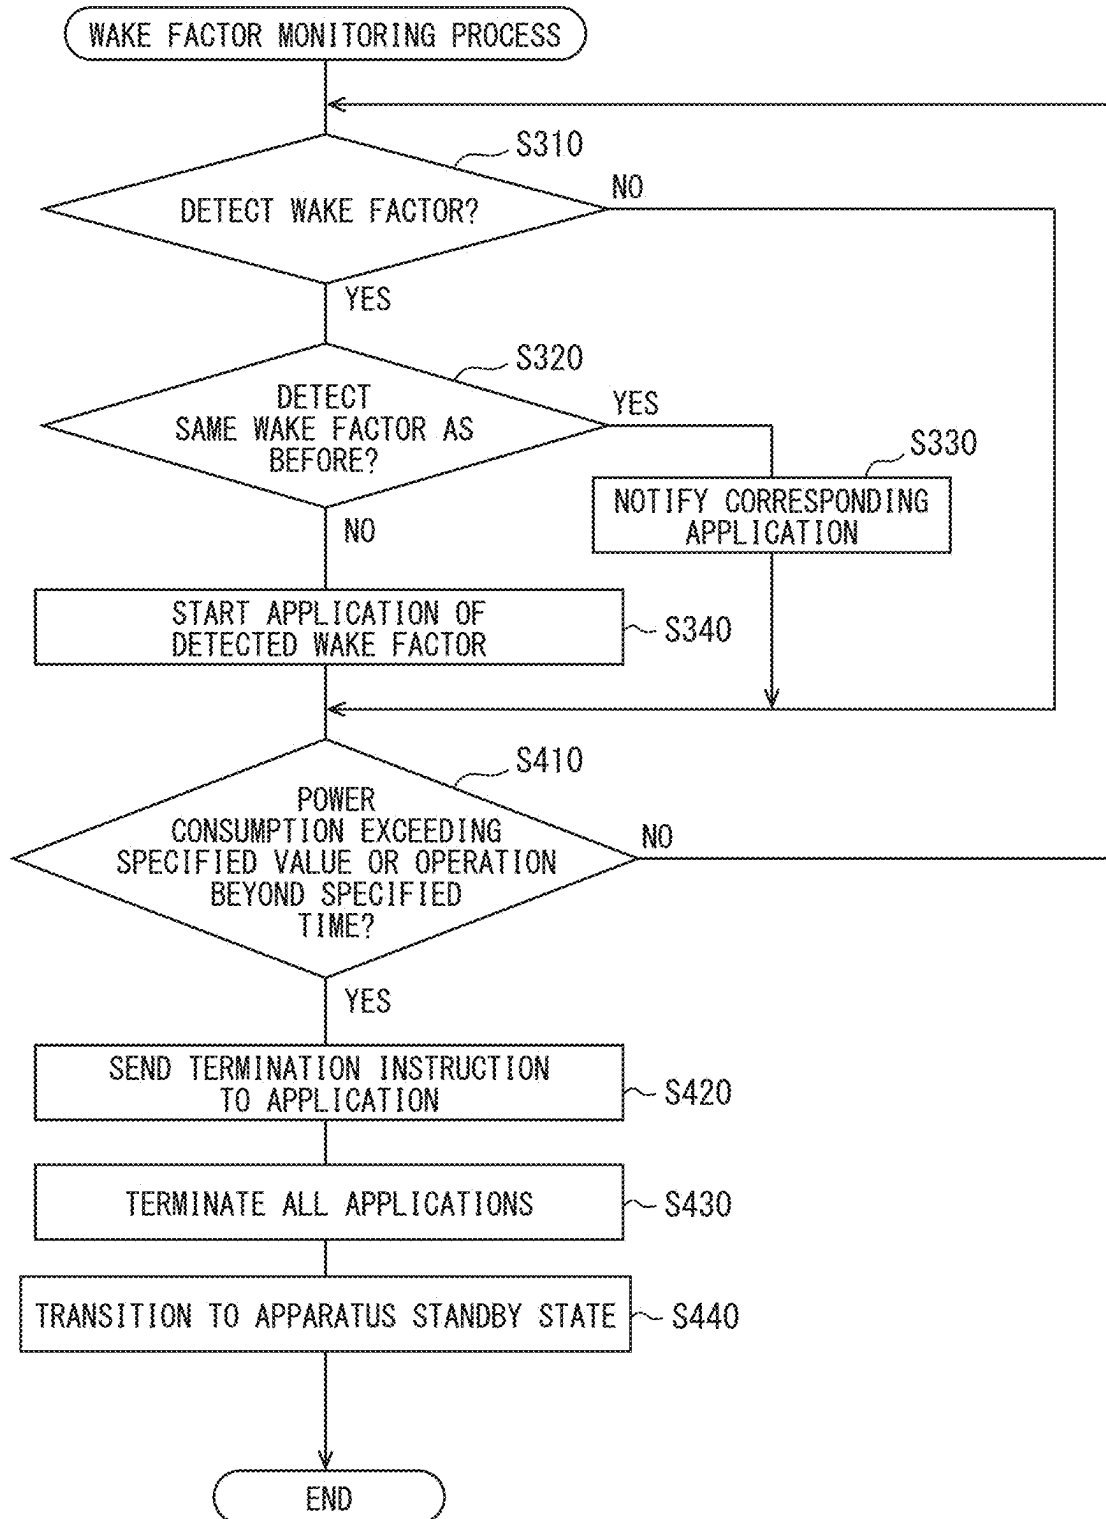 WAKE FACTOR MONITORING PROCESS
S310
DETECT WAKE FACTOR?
NO
YES
S320
DETECT
SAME WAKE FACTOR AS
BEFORE?
YES
S330
NOTIFY CORRESPONDING
APPLICATION
NO
START APPLICATION OF
DETECTED WAKE FACTOR
S340
S410
POWER
CONSUMPTION EXCEEDING
SPECIFIED VALUE OR OPERATION
BEYOND SPECIFIED
TIME?
NO
YES
SEND TERMINATION INSTRUCTION
TO APPLICATION
S420
TERMINATE ALL APPLICATIONS
S430
TRANSITION TO APPARATUS STANDBY STATE
S440
END